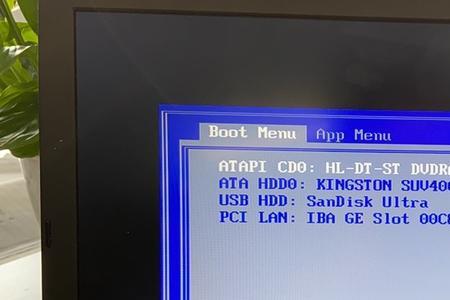 Boot Menu App Menu
ATAPI CD0: HL-DT-ST DVDR
ATA HDD0: KINGSTON SUV400
USB HDD: SanDisk Ultra
PCI LAN: IBA GE Slot 00C8